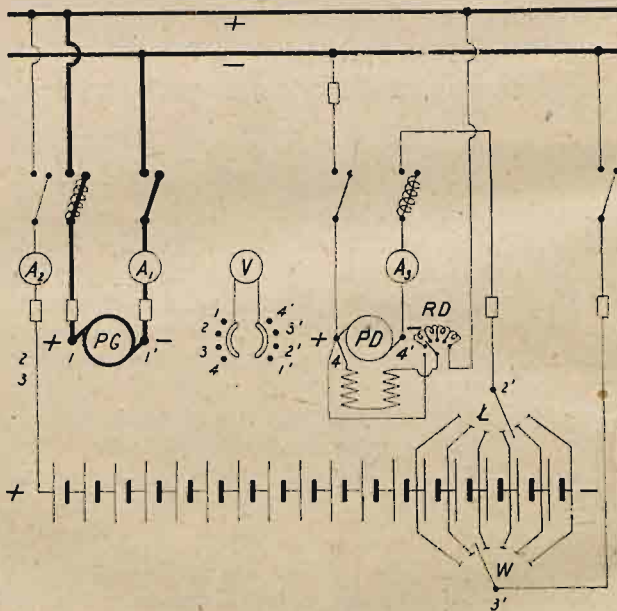 +
−
A₂
A₁
V
A₃
RD
+ PG −
1 1'
1 4'
2 3'
3 2'
4 1'
+ PD −
4 4'
2
3
2'
Ł
+ −
W
3'